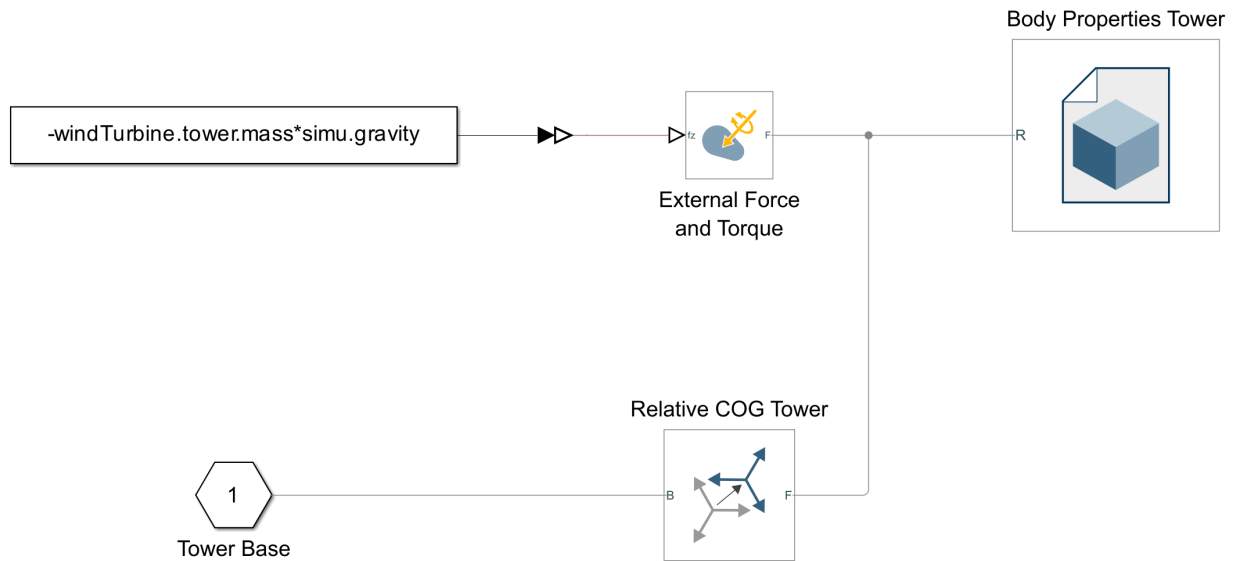 Body Properties Tower
-windTurbine.tower.mass*simu.gravity
fz
F
R
External Force
and Torque
Relative COG Tower
B
F
1
Tower Base